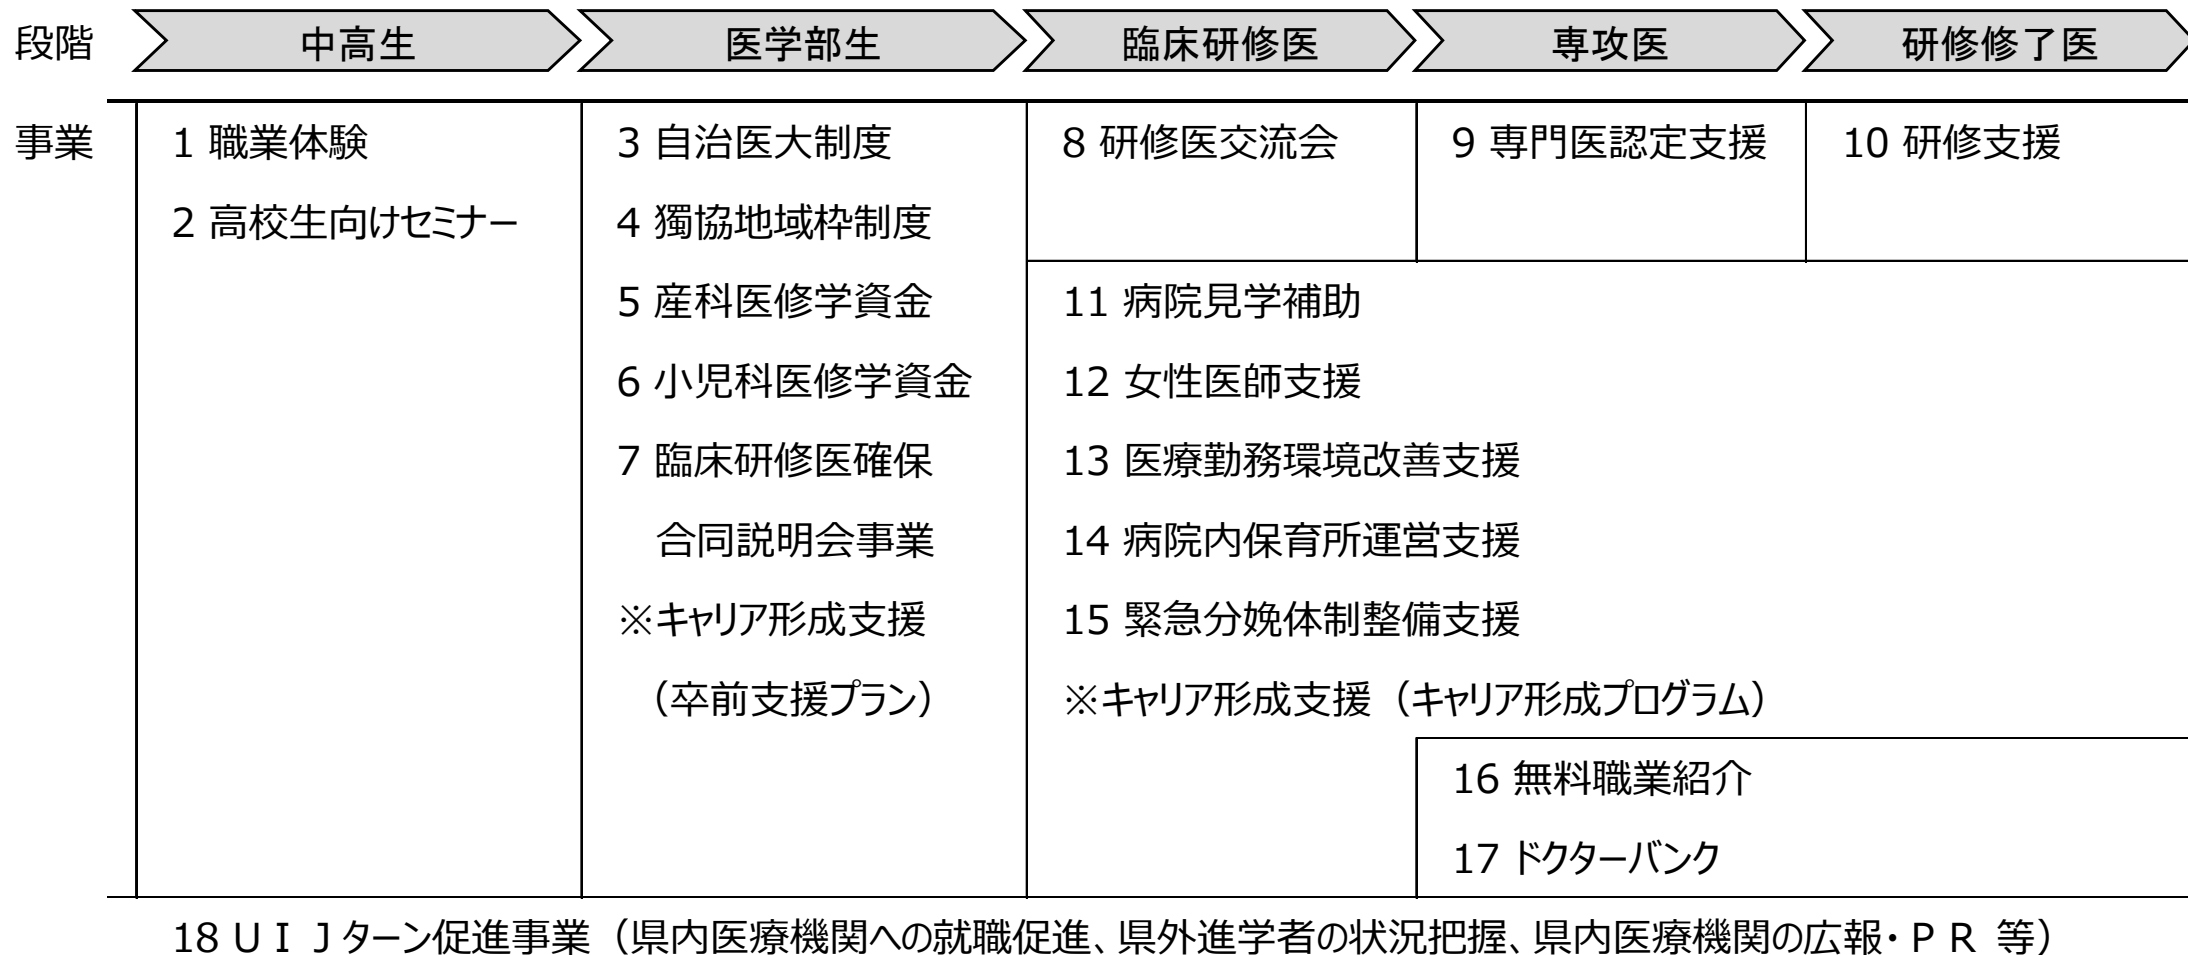 段階 中高生 医学部生 臨床研修医 専攻医 研修修了医
事業 1 職業体験 3 自治医大制度 8 研修医交流会 9 専門医認定支援 10 研修支援
2 高校生向けセミナー 4 獨協地域枠制度
5 産科医修学資金 11 病院見学補助
6 小児科医修学資金 12 女性医師支援
7 臨床研修医確保 13 医療勤務環境改善支援
合同説明会事業 14 病院内保育所運営支援
※キャリア形成支援 15 緊急分娩体制整備支援
（卒前支援プラン） ※キャリア形成支援（キャリア形成プログラム）
16 無料職業紹介
17 ドクターバンク
18 ＵＩＪターン促進事業（県内医療機関への就職促進、県外進学者の状況把握、県内医療機関の広報・ＰＲ 等）